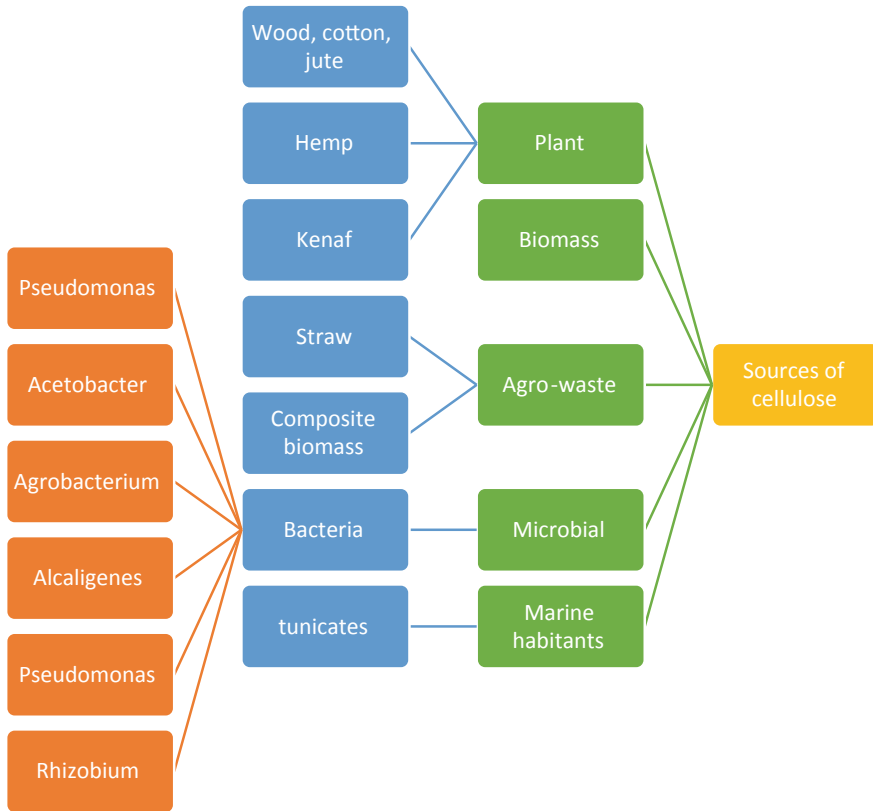 Wood, cotton,
jute
Hemp
Kenaf
Straw
Composite
biomass
Bacteria
tunicates
Pseudomonas
Acetobacter
Agrobacterium
Alcaligenes
Pseudomonas
Rhizobium
Plant
Biomass
Agro-waste
Microbial
Marine
habitants
Sources of
cellulose